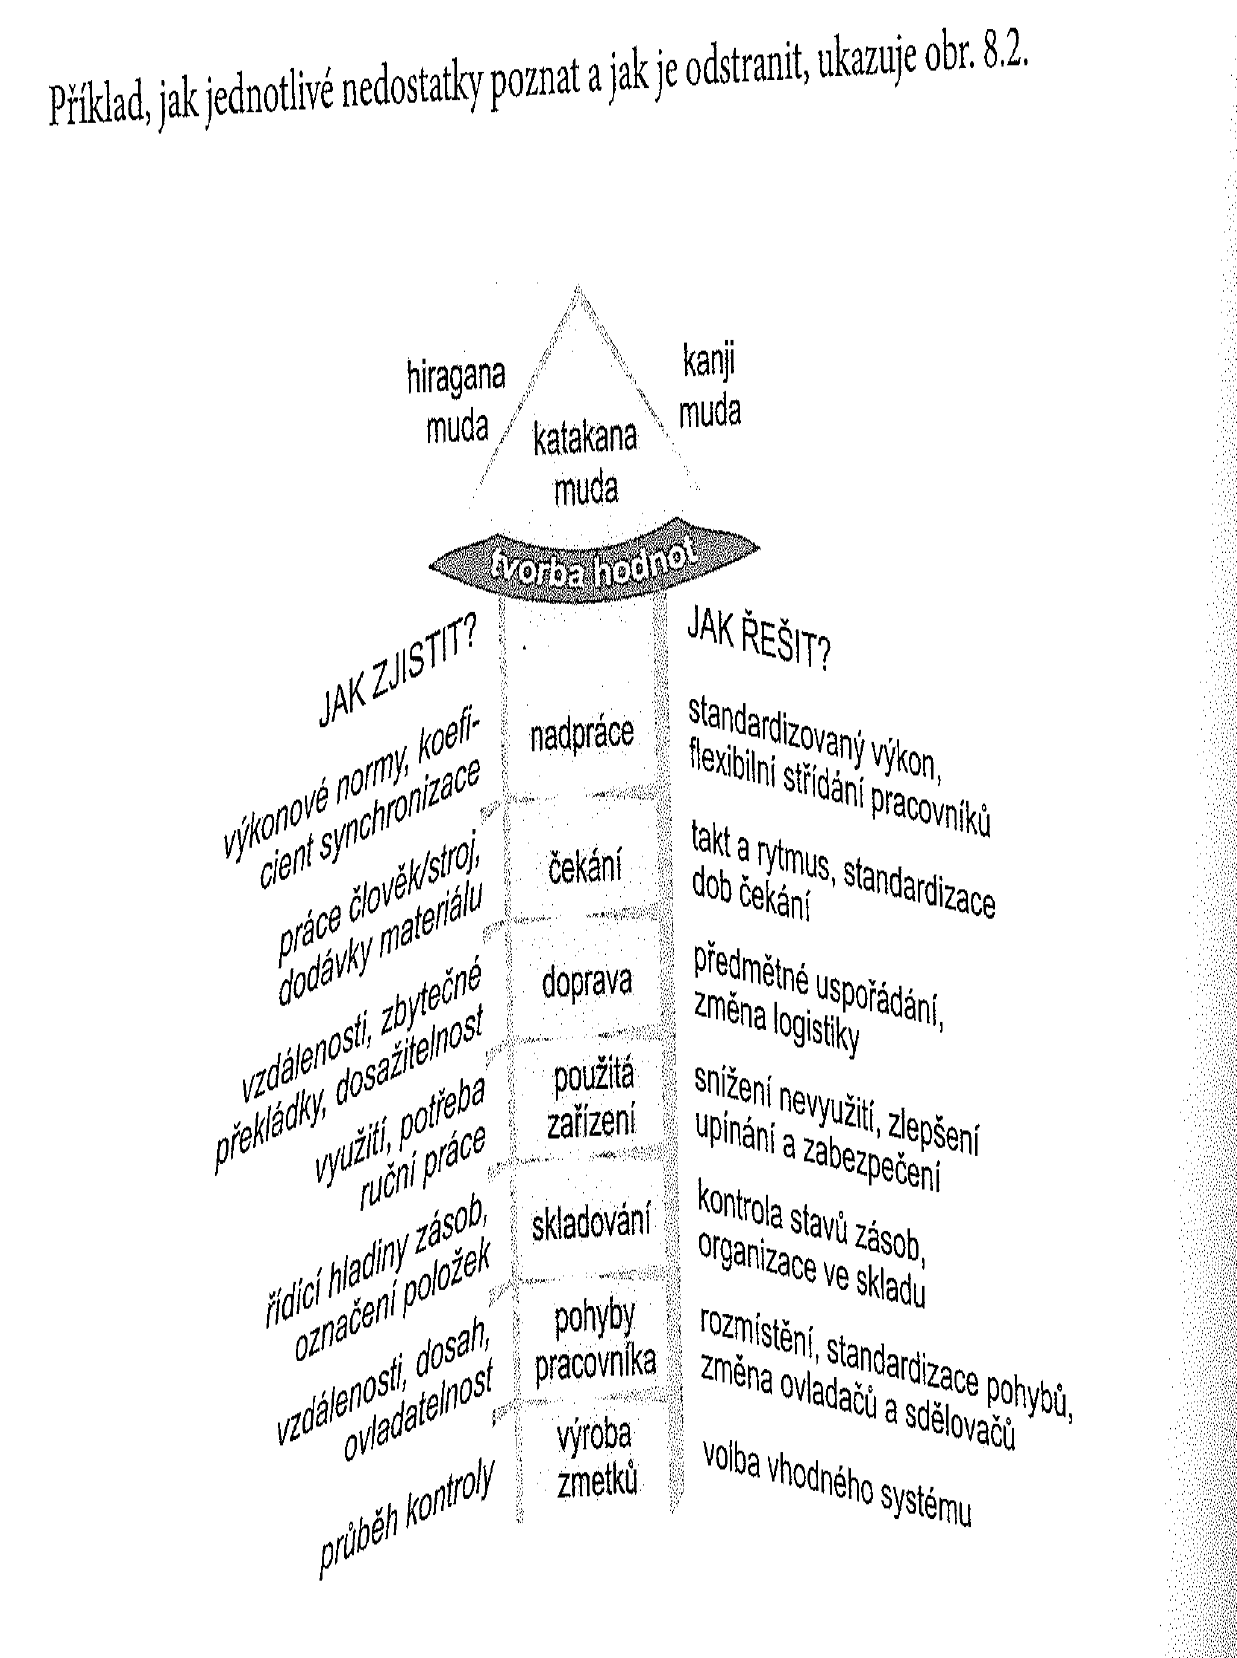 Příklad, jak jednotlivé nedostatky poznat a jak je odstranit, ukazuje obr. 8.2.
hiragana
muda
katakana
muda
kanji
muda
tvorba hodnot
JAK ZJISTIT?
JAK ŘEŠIT?
výkonové normy, koefi-
cient synchronizace
nadpráce
standardizovaný výkon,
flexibilní střídání pracovníků
práce člověk/stroj,
dodávky materiálu
čekání
takt a rytmus, standardizace
dob čekání
vzdálenosti, zbytečné
překládky, dosažitelnost
doprava
předmětné uspořádání,
změna logistiky
využití, potřeba
ruční práce
použitá
zařízení
snížení nevyužití, zlepšení
upínání a zabezpečení
řídící hladiny zásob,
označení položek
skladování
kontrola stavů zásob,
organizace ve skladu
vzdálenosti, dosah,
ovladatelnost
pohyby
pracovníka
rozmístění, standardizace pohybů,
změna ovladačů a sdělovačů
průběh kontroly
výroba
zmetků
volba vhodného systému